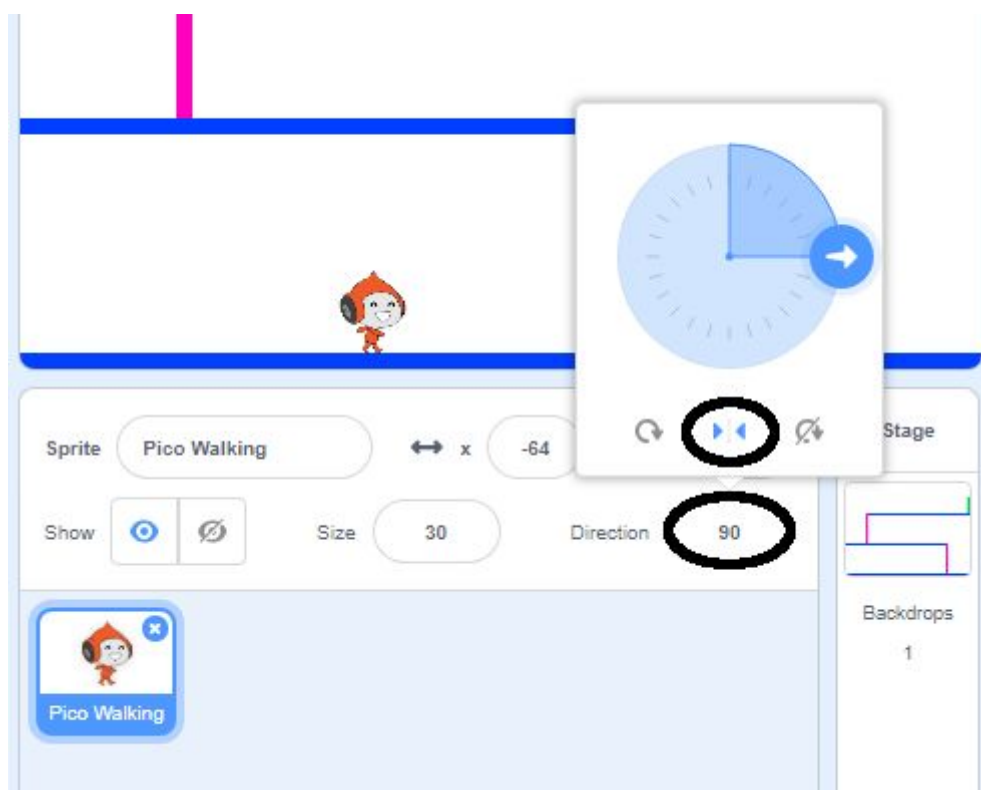 Sprite Pico Walking x -64
Stage
Show Size 30 Direction 90
Backdrops
1
Pico Walking